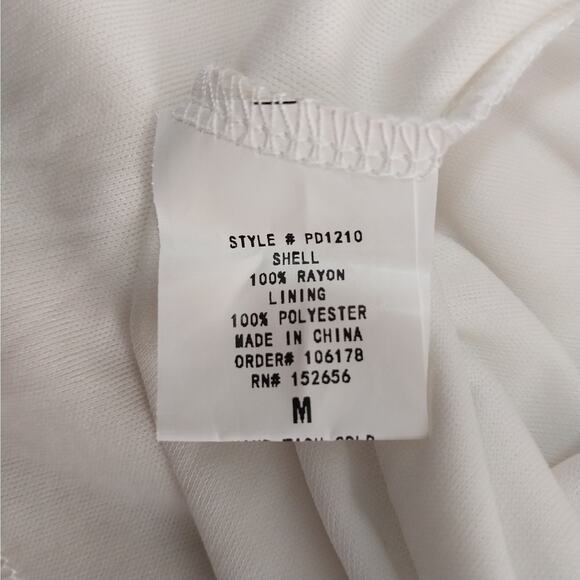 STYLE # PD1210
SHELL
100% RAYON
LINING
100% POLYESTER
MADE IN CHINA
ORDER# 106178
RN# 152656
M